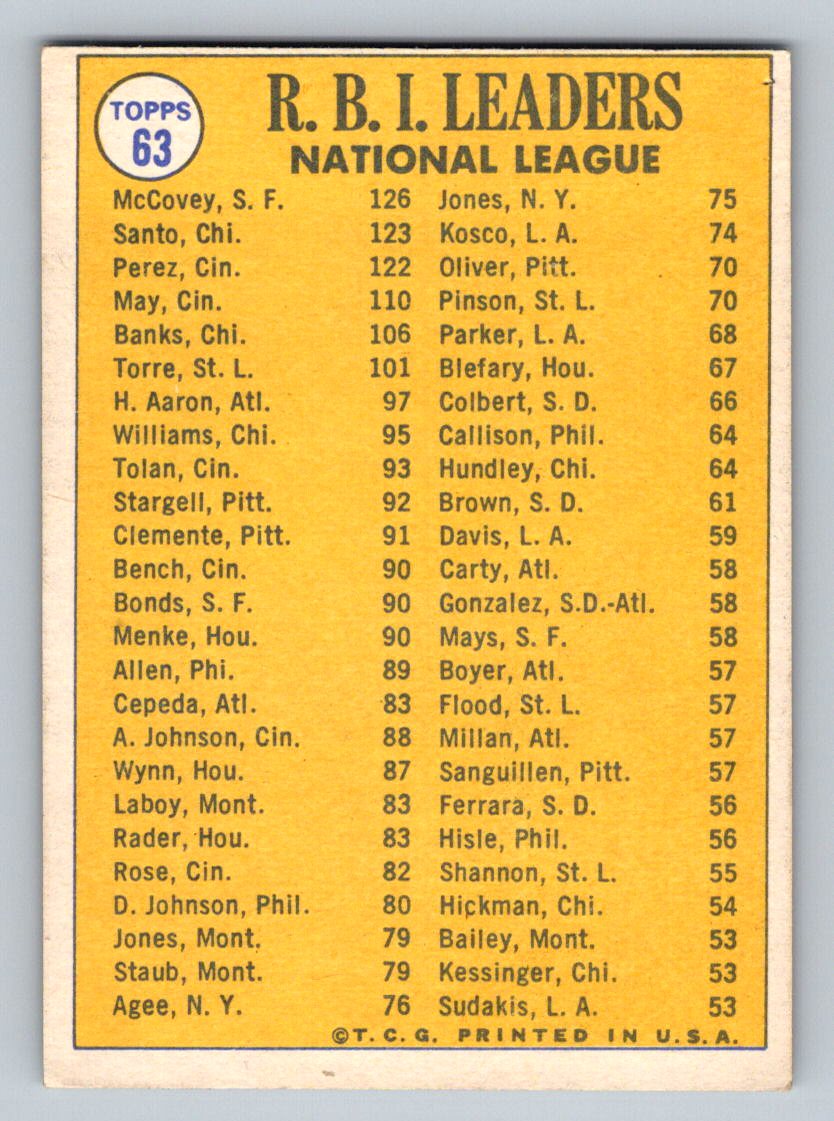 TOPPS
63
R. B. I. LEADERS
NATIONAL LEAGUE
McCovey, S. F. 126
Santo, Chi. 123
Perez, Cin. 122
May, Cin. 110
Banks, Chi. 106
Torre, St. L. 101
H. Aaron, Atl. 97
Williams, Chi. 95
Tolan, Cin. 93
Stargell, Pitt. 92
Clemente, Pitt. 91
Bench, Cin. 90
Bonds, S. F. 90
Menke, Hou. 90
Allen, Phi. 89
Cepeda, Atl. 83
A. Johnson, Cin. 88
Wynn, Hou. 87
Laboy, Mont. 83
Rader, Hou. 83
Rose, Cin. 82
D. Johnson, Phil. 80
Jones, Mont. 79
Staub, Mont. 79
Agee, N. Y. 76
Jones, N. Y. 75
Kosco, L. A. 74
Oliver, Pitt. 70
Pinson, St. L. 70
Parker, L. A. 68
Blefary, Hou. 67
Colbert, S. D. 66
Callison, Phil. 64
Hundley, Chi. 64
Brown, S. D. 61
Davis, L. A. 59
Carty, Atl. 58
Gonzalez, S.D.-Atl. 58
Mays, S. F. 58
Boyer, Atl. 57
Flood, St. L. 57
Millan, Atl. 57
Sanguillen, Pitt. 57
Ferrara, S. D. 56
Hisle, Phil. 56
Shannon, St. L. 55
Hickman, Chi. 54
Bailey, Mont. 53
Kessinger, Chi. 53
Sudakis, L. A. 53
©T. C. G. PRINTED IN U. S. A.